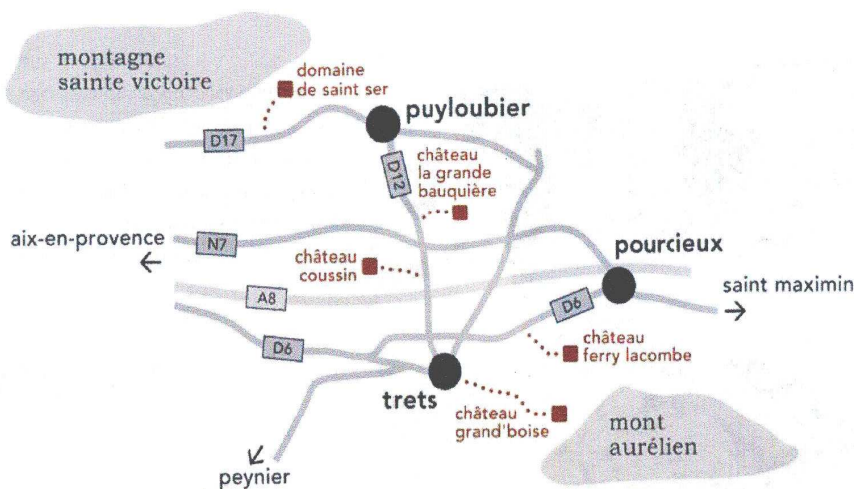 montagne
sainte victoire
domaine
de saint ser
puyloubier
D17
D12
château
la grande
bauquière
aix-en-provence
N7
pourcieux
château
coussin
saint maximin
A8
D6
D6
château
ferry lacombe
trets
château
grand'boise
mont
aurélien
peynier